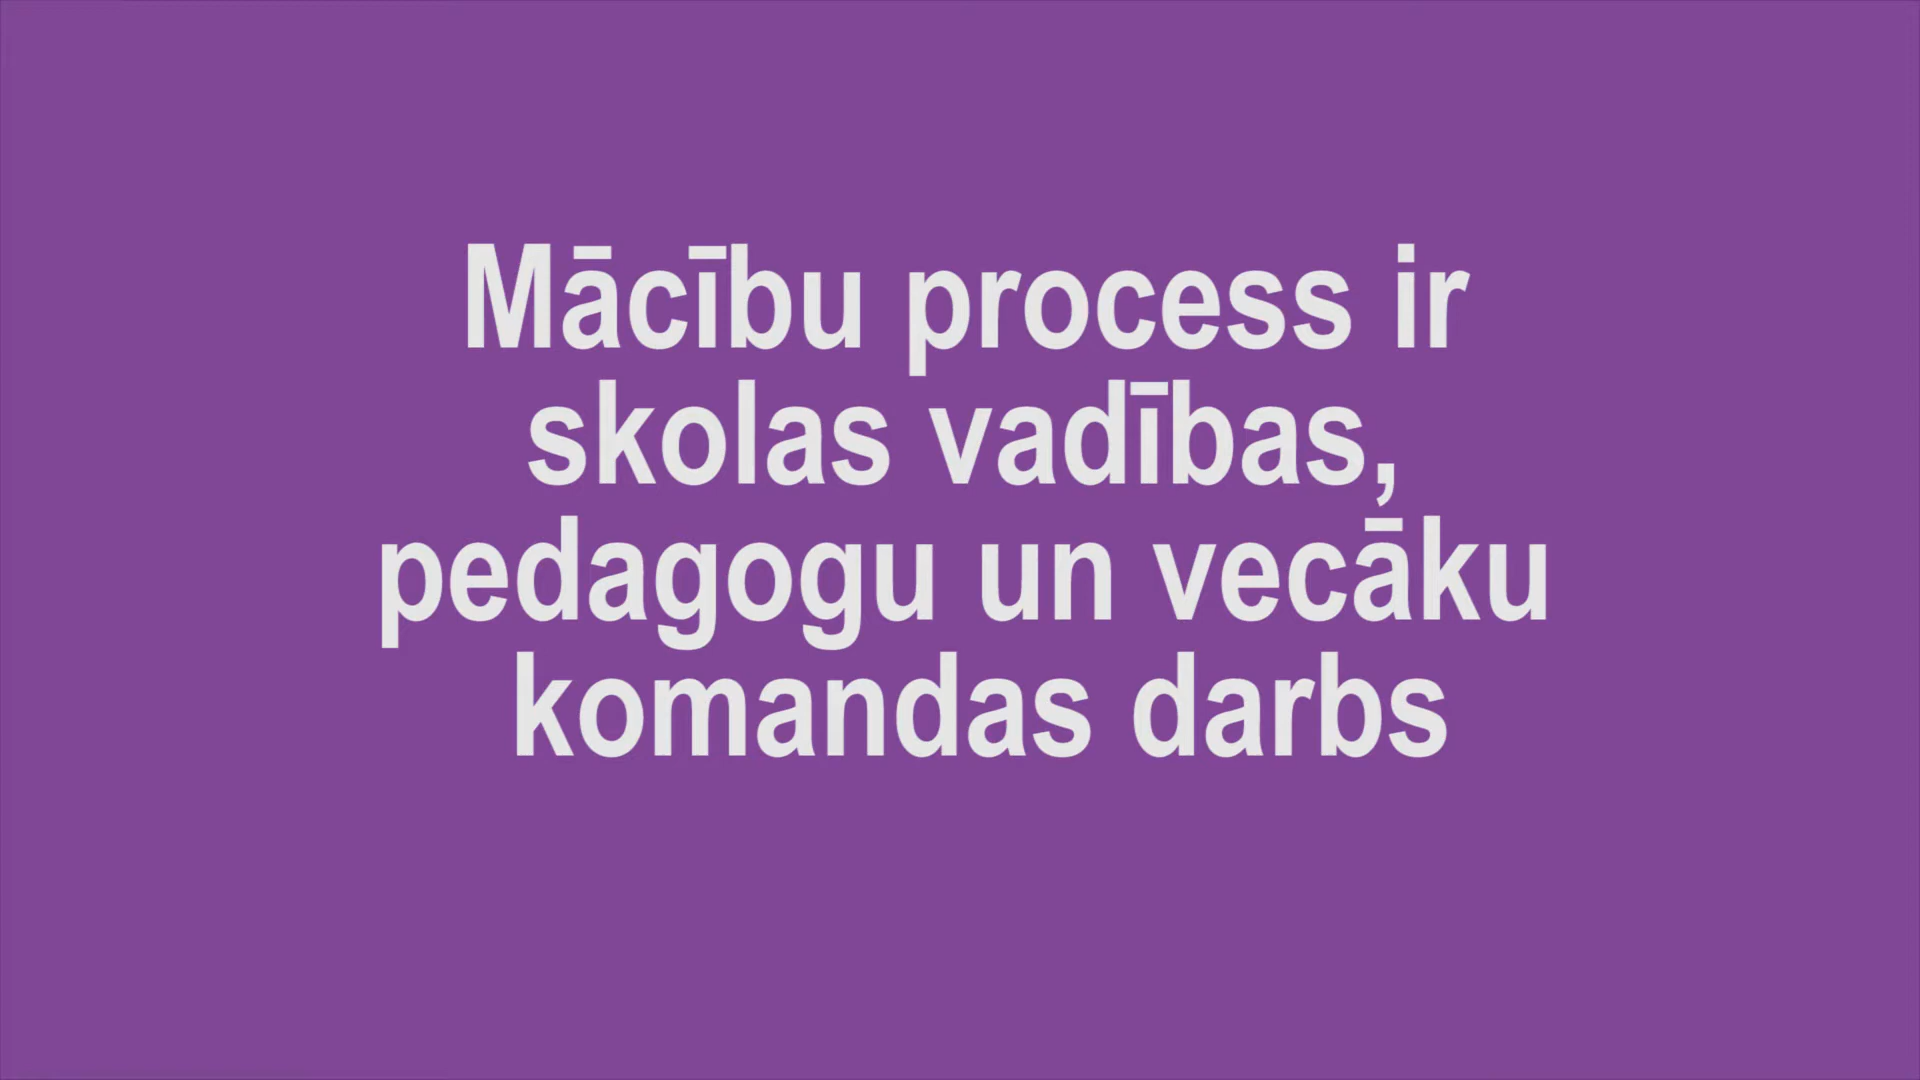 Mācību process ir
skolas vadības,
pedagogu un vecāku
komandas darbs